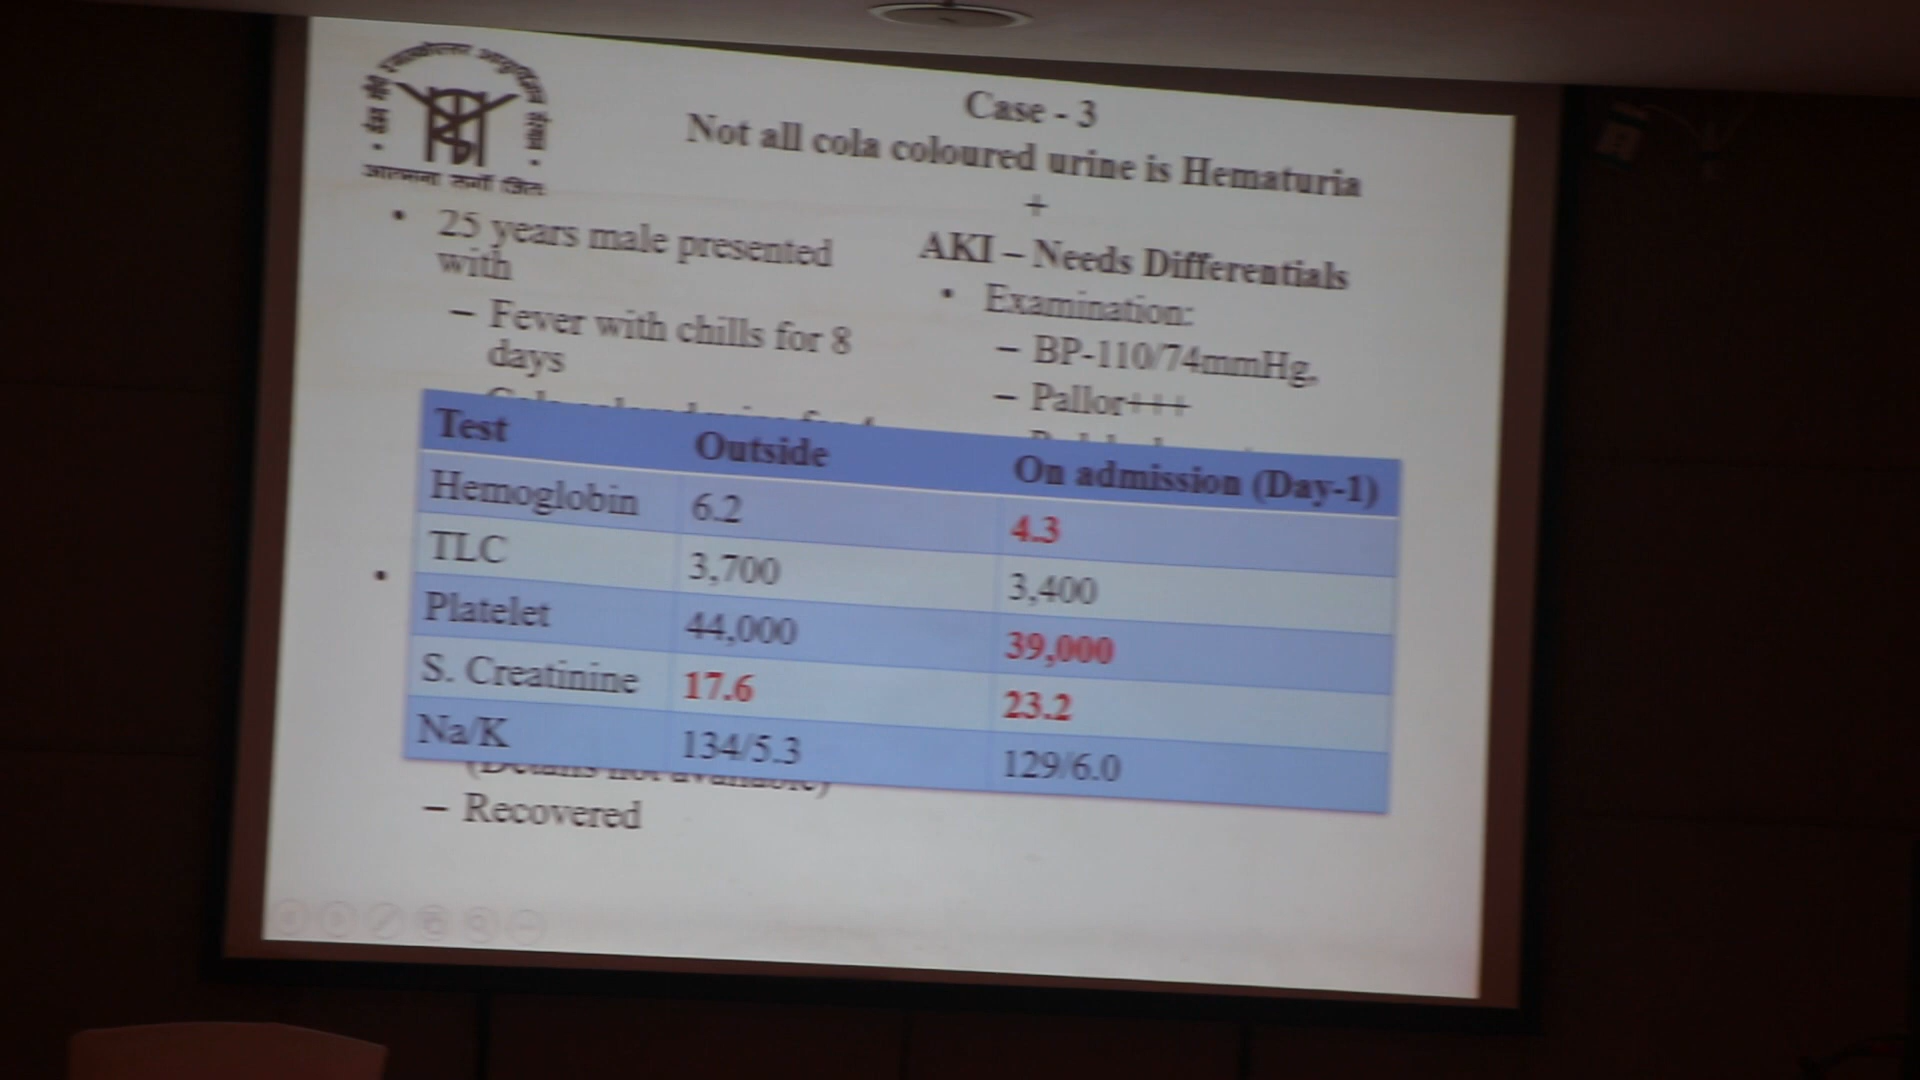 Case - 3
Not all cola coloured urine is Hematuria
+
AKI – Needs Differentials
• 25 years male presented
with
– Fever with chills for 8
days
• Examination:
– BP-110/74mmHg,
– Pallor+++
Test Outside On admission (Day-1)
Hemoglobin 6.2 4.3
TLC 3,700 3,400
Platelet 44,000 39,000
S. Creatinine 17.6 23.2
Na/K 134/5.3 129/6.0
(Details not available)
– Recovered